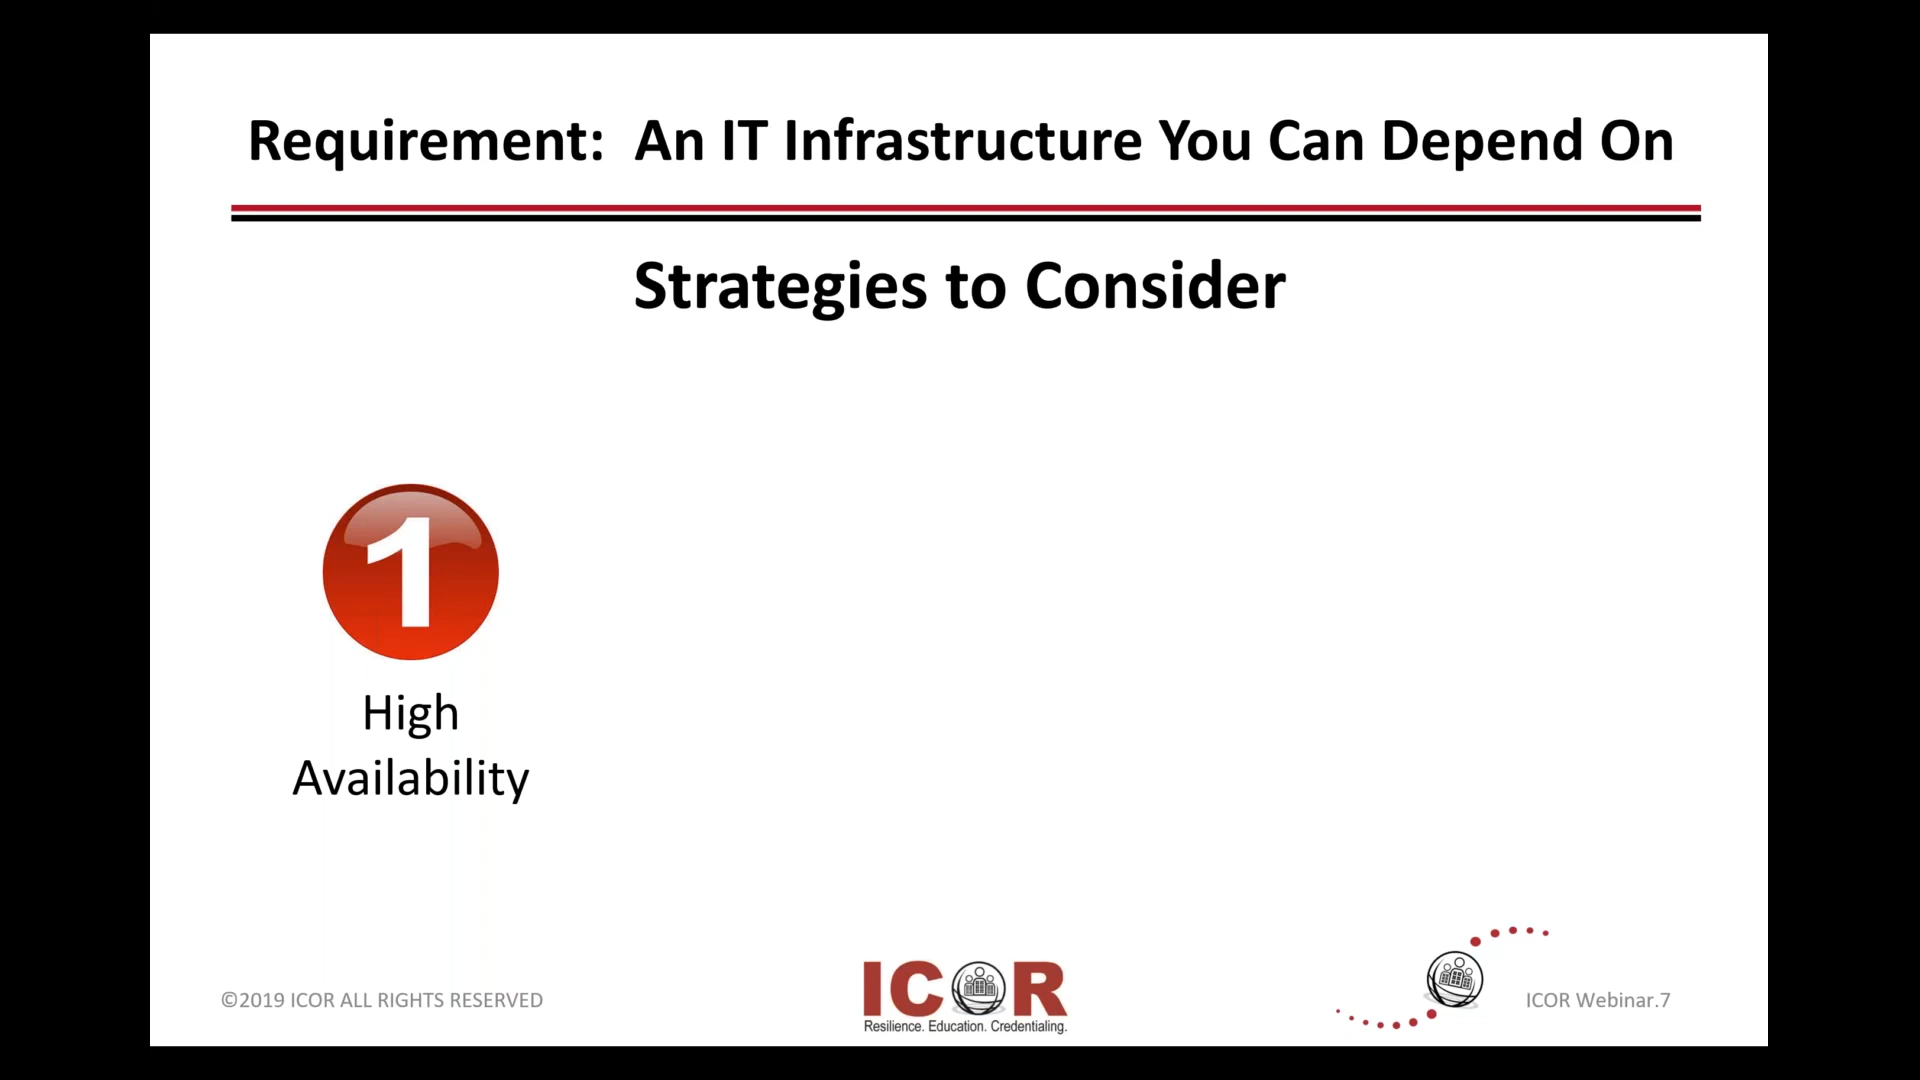 Requirement:  An IT Infrastructure You Can Depend On
Strategies to Consider
1
High
Availability
©2019 ICOR ALL RIGHTS RESERVED
ICOR
Resilience. Education. Credentialing.
ICOR Webinar.7